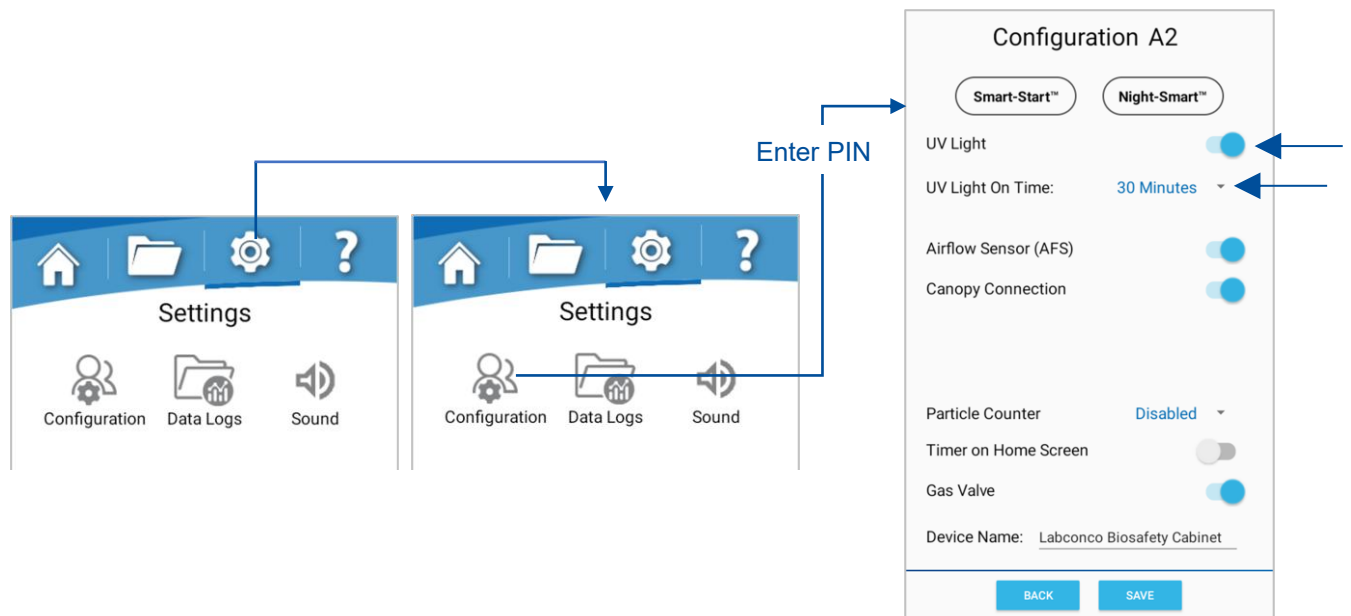 ?
Settings
Configuration
Data Logs
Sound
?
Settings
Configuration
Data Logs
Sound
Enter PIN
Configuration A2
Smart-Start™
Night-Smart™
UV Light
UV Light On Time: 30 Minutes
Airflow Sensor (AFS)
Canopy Connection
Particle Counter Disabled
Timer on Home Screen
Gas Valve
Device Name: Labconco Biosafety Cabinet
BACK
SAVE